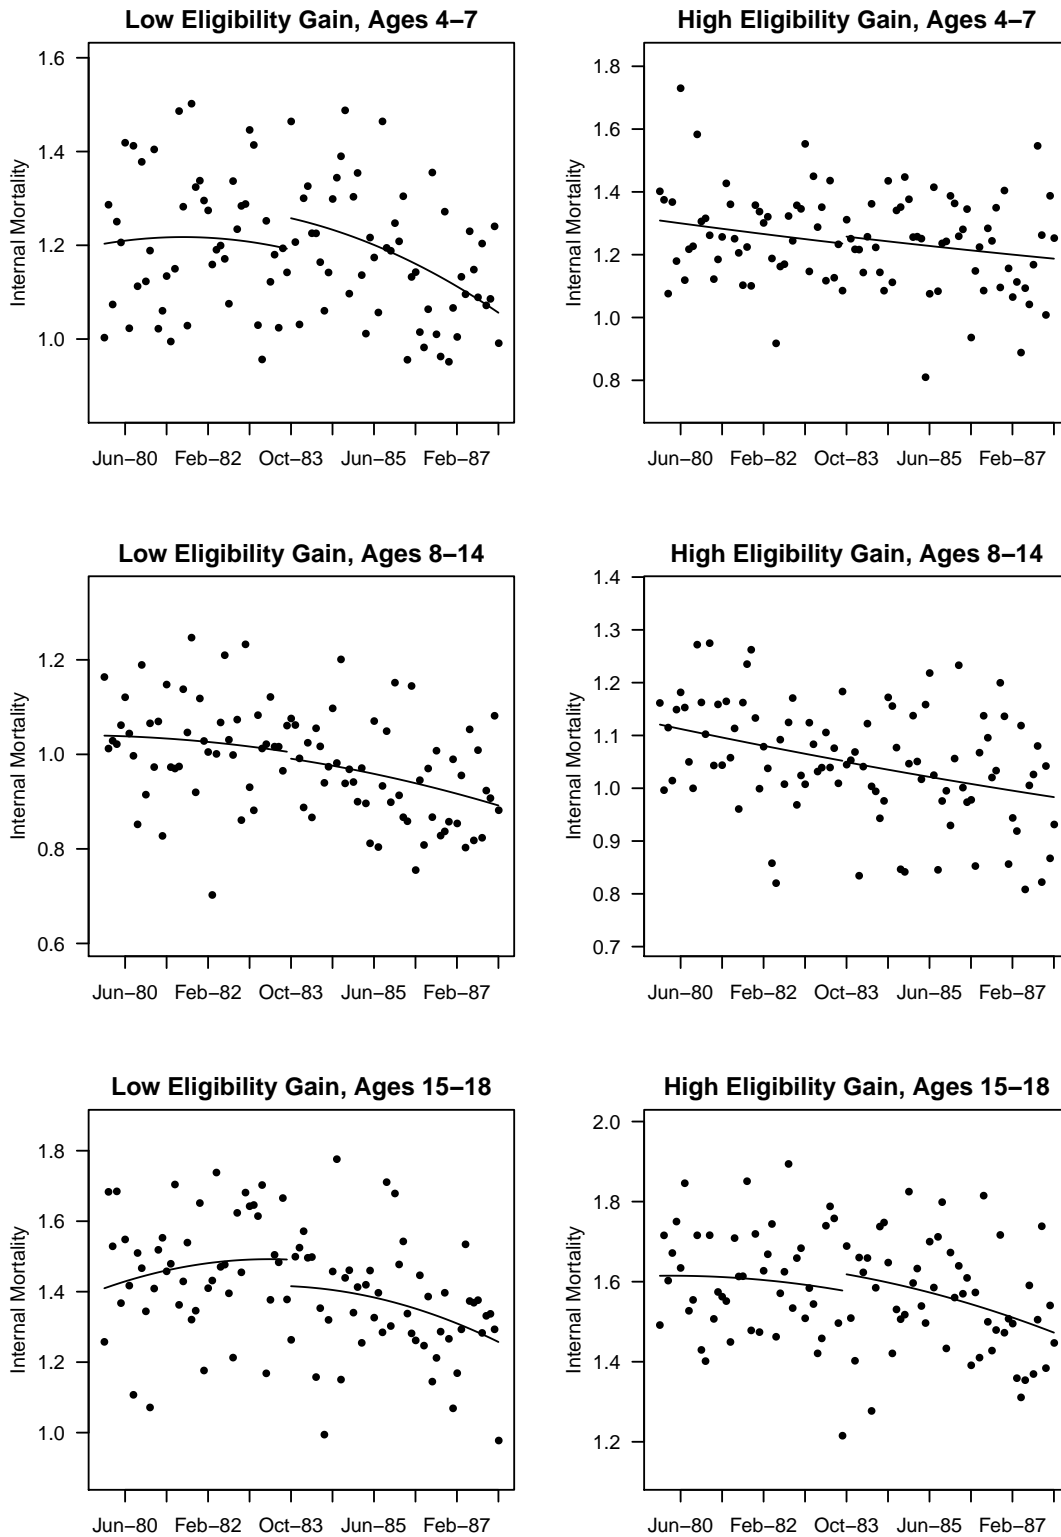 Low Eligibility Gain, Ages 4–7
Internal Mortality
1.6
1.4
1.2
1.0
Jun–80 Feb–82 Oct–83 Jun–85 Feb–87
High Eligibility Gain, Ages 4–7
Internal Mortality
1.8
1.6
1.4
1.2
1.0
0.8
Jun–80 Feb–82 Oct–83 Jun–85 Feb–87
Low Eligibility Gain, Ages 8–14
Internal Mortality
1.2
1.0
0.8
0.6
Jun–80 Feb–82 Oct–83 Jun–85 Feb–87
High Eligibility Gain, Ages 8–14
Internal Mortality
1.4
1.3
1.2
1.1
1.0
0.9
0.8
0.7
Jun–80 Feb–82 Oct–83 Jun–85 Feb–87
Low Eligibility Gain, Ages 15–18
Internal Mortality
1.8
1.6
1.4
1.2
1.0
Jun–80 Feb–82 Oct–83 Jun–85 Feb–87
High Eligibility Gain, Ages 15–18
Internal Mortality
2.0
1.8
1.6
1.4
1.2
Jun–80 Feb–82 Oct–83 Jun–85 Feb–87